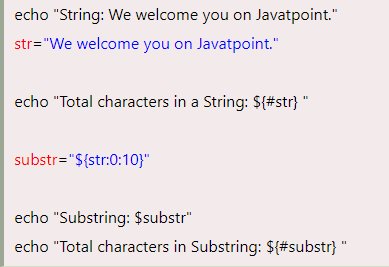 echo "String: We welcome you on Javatpoint."
str="We welcome you on Javatpoint."
echo "Total characters in a String: ${#str} "
substr="${str:0:10}"
echo "Substring: $substr"
echo "Total characters in Substring: ${#substr} "